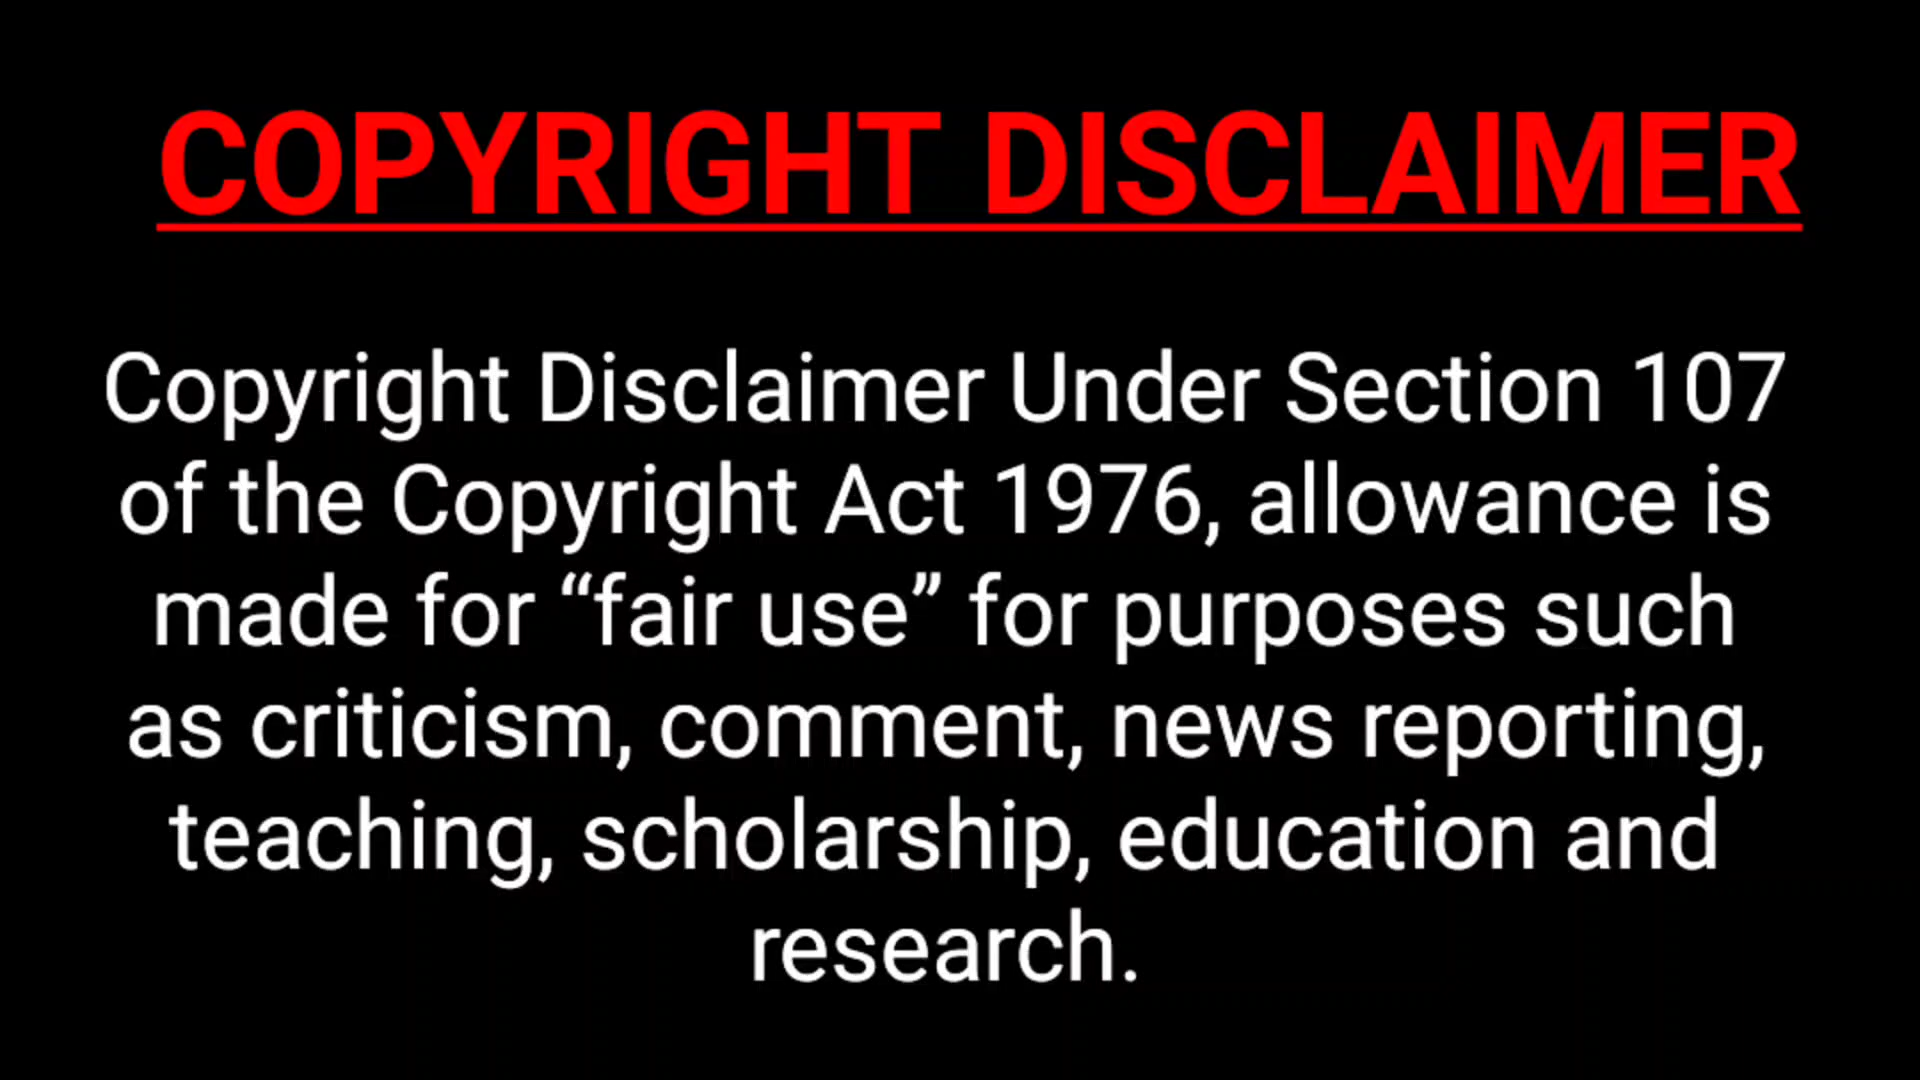 COPYRIGHT DISCLAIMER
Copyright Disclaimer Under Section 107
of the Copyright Act 1976, allowance is
made for “fair use” for purposes such
as criticism, comment, news reporting,
teaching, scholarship, education and
research.